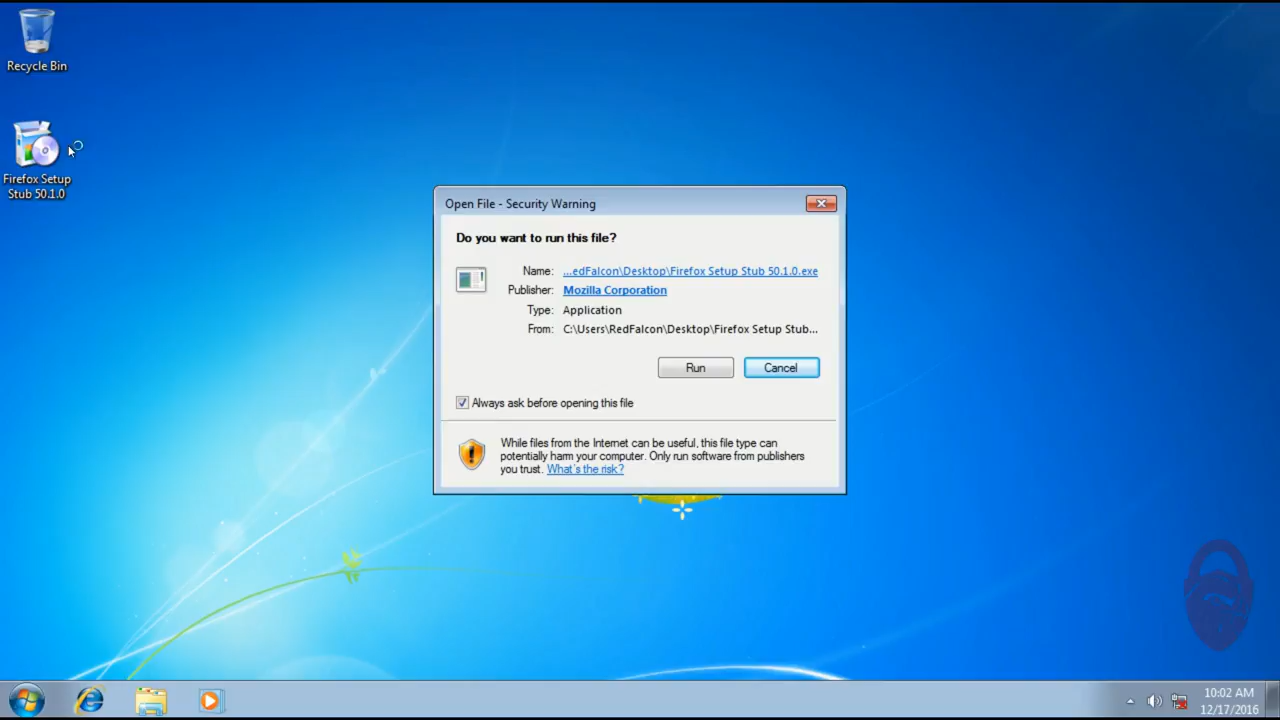 Recycle Bin
Firefox Setup
Stub 50.1.0
Open File - Security Warning
Do you want to run this file?
Name: ...edFalcon\Desktop\Firefox Setup Stub 50.1.0.exe
Publisher: Mozilla Corporation
Type: Application
From: C:\Users\RedFalcon\Desktop\Firefox Setup Stub...
Run Cancel
Always ask before opening this file
While files from the Internet can be useful, this file type can
potentially harm your computer. Only run software from publishers
you trust. What's the risk?
10:02 AM
12/17/2016